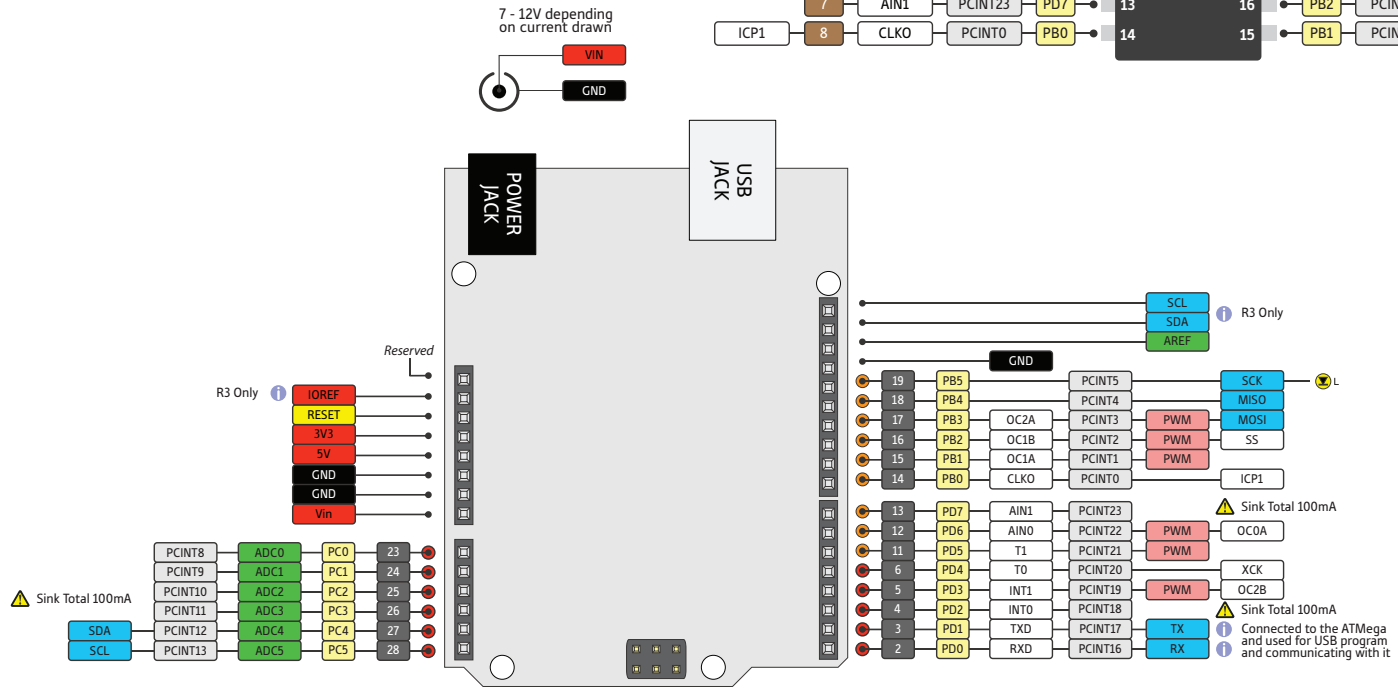 7 - 12V depending
on current drawn
VIN
GND
7 AIN1 PCINT23 PD7 13 16 PB2
ICP1 8 CLKO PCINT0 PB0 14 15 PB1
POWER
JACK
USB
JACK
Reserved
R3 Only IOREF
RESET
3V3
5V
GND
GND
Vin
PCINT8 ADC0 PC0 23
PCINT9 ADC1 PC1 24
PCINT10 ADC2 PC2 25
Sink Total 100mA
PCINT11 ADC3 PC3 26
SDA PCINT12 ADC4 PC4 27
SCL PCINT13 ADC5 PC5 28
SCL
SDA R3 Only
AREF
GND
19 PB5 PCINT5 SCK L
18 PB4 PCINT4 MISO
17 PB3 OC2A PCINT3 PWM MOSI
16 PB2 OC1B PCINT2 PWM SS
15 PB1 OC1A PCINT1 PWM
14 PB0 CLKO PCINT0 ICP1
13 PD7 AIN1 PCINT23 Sink Total 100mA
12 PD6 AIN0 PCINT22 PWM OC0A
11 PD5 T1 PCINT21 PWM
6 PD4 T0 PCINT20 XCK
5 PD3 INT1 PCINT19 PWM OC2B
4 PD2 INT0 PCINT18 Sink Total 100mA
3 PD1 TXD PCINT17 TX
2 PD0 RXD PCINT16 RX
Connected to the ATMega
and used for USB program
and communicating with it